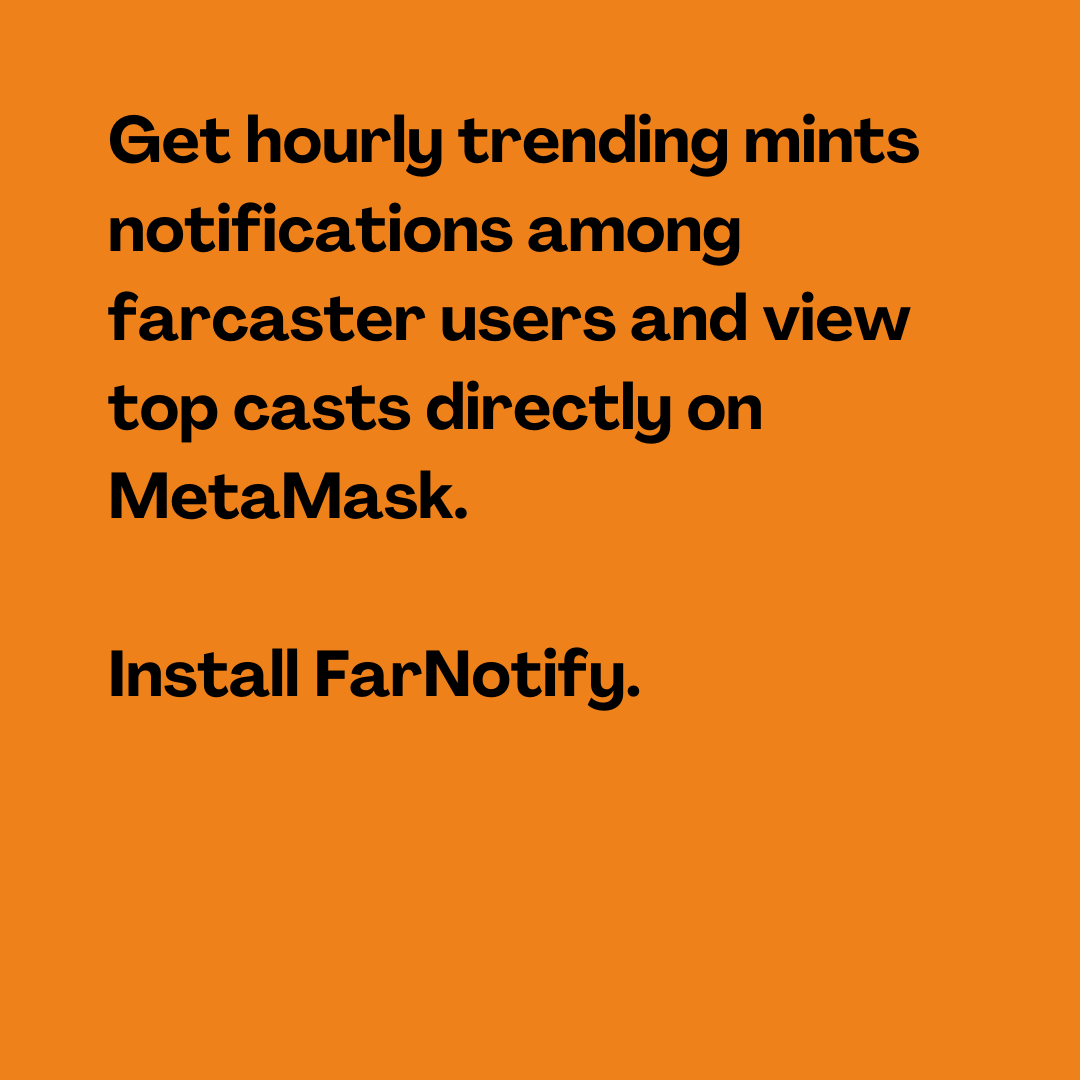 Get hourly trending mints
notifications among
farcaster users and view
top casts directly on
MetaMask.
Install FarNotify.